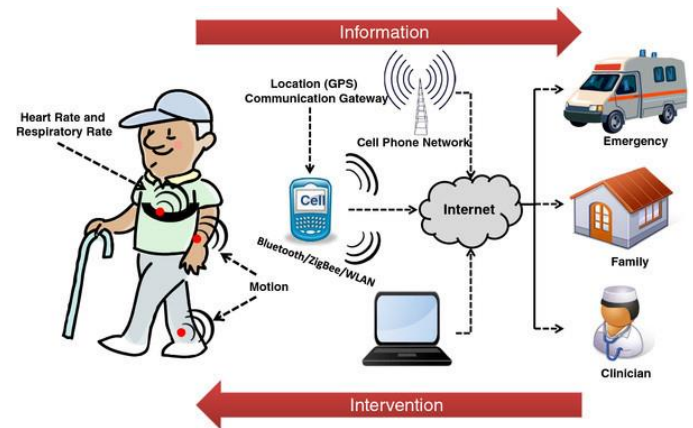 Information
Location (GPS)
Communication Gateway
Heart Rate and
Respiratory Rate
Cell Phone Network
Emergency
Cell
Internet
Bluetooth/ZigBee/WLAN
Family
Motion
Clinician
Intervention